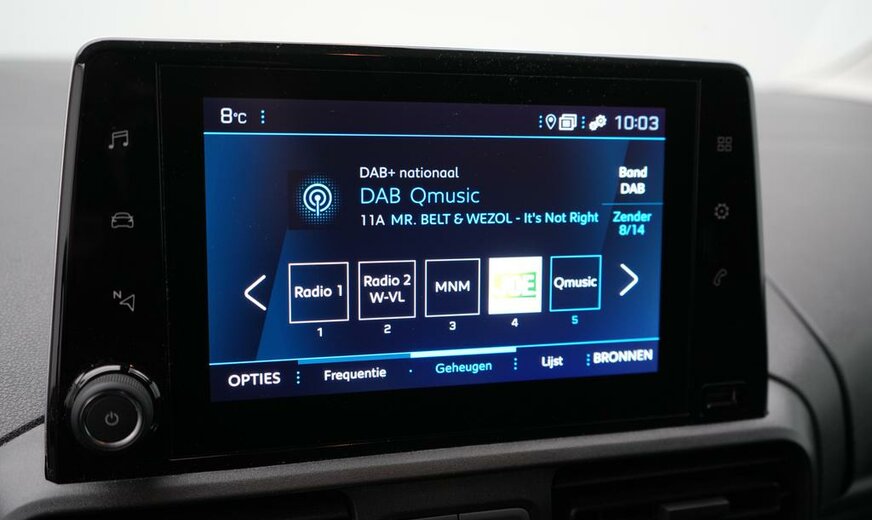 8°C
10:03
DAB+ nationaal
DAB Qmusic
11A MR. BELT & WEZOL - It's Not Right
Band
DAB
Zender
8/14
Radio 1
Radio 2
W-VL
MNM
Qmusic
1
2
3
4
5
OPTIES
Frequentie
Geheugen
Lijst
BRONNEN
N